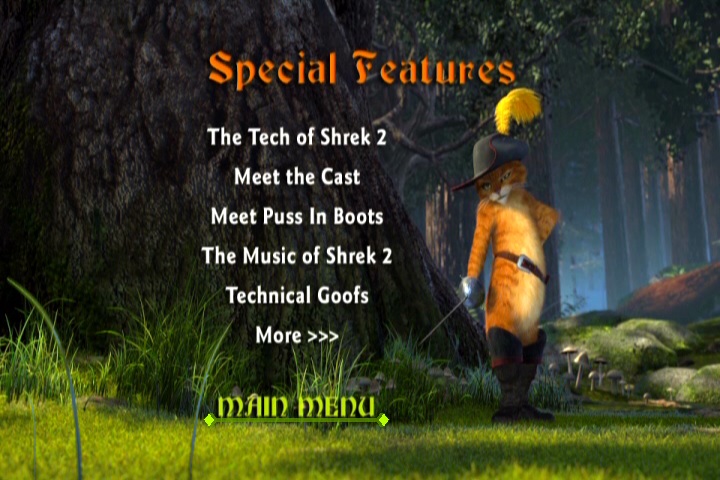 Special Features
The Tech of Shrek 2
Meet the Cast
Meet Puss In Boots
The Music of Shrek 2
Technical Goofs
More >>>
MAIN MENU